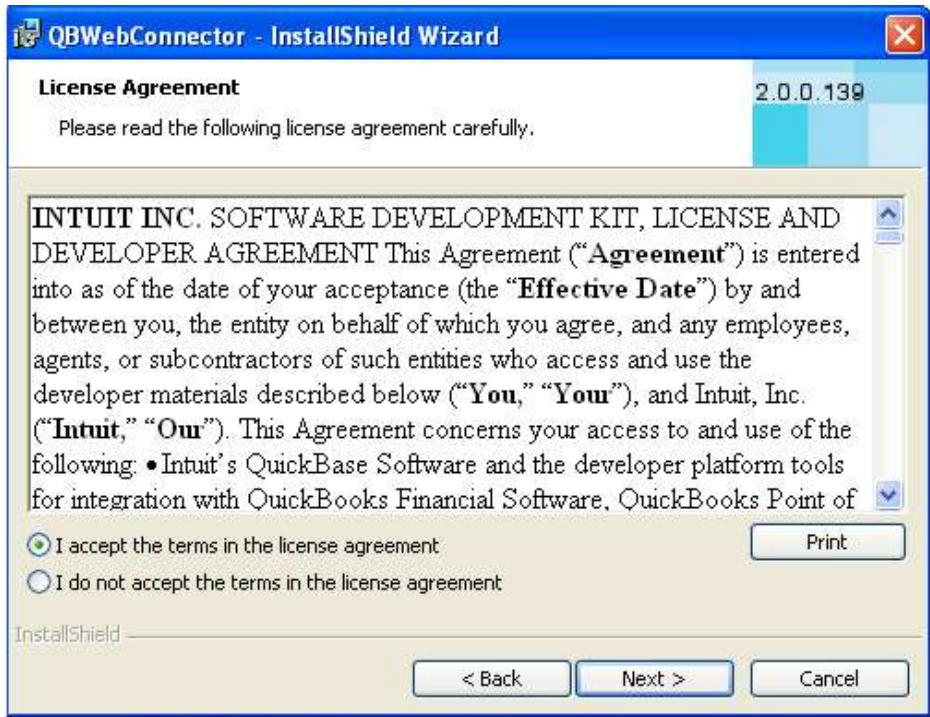 QBWebConnector - InstallShield Wizard
License Agreement
2.0.0.139
Please read the following license agreement carefully.
INTUIT INC. SOFTWARE DEVELOPMENT KIT, LICENSE AND
DEVELOPER AGREEMENT This Agreement (“Agreement”) is entered
into as of the date of your acceptance (the “Effective Date”) by and
between you, the entity on behalf of which you agree, and any employees,
agents, or subcontractors of such entities who access and use the
developer materials described below (“You,” “Your”), and Intuit, Inc.
(“Intuit,” “Our”). This Agreement concerns your access to and use of the
following: • Intuit’s QuickBase Software and the developer platform tools
for integration with QuickBooks Financial Software, QuickBooks Point of
I accept the terms in the license agreement
Print
I do not accept the terms in the license agreement
InstallShield
< Back
Next >
Cancel